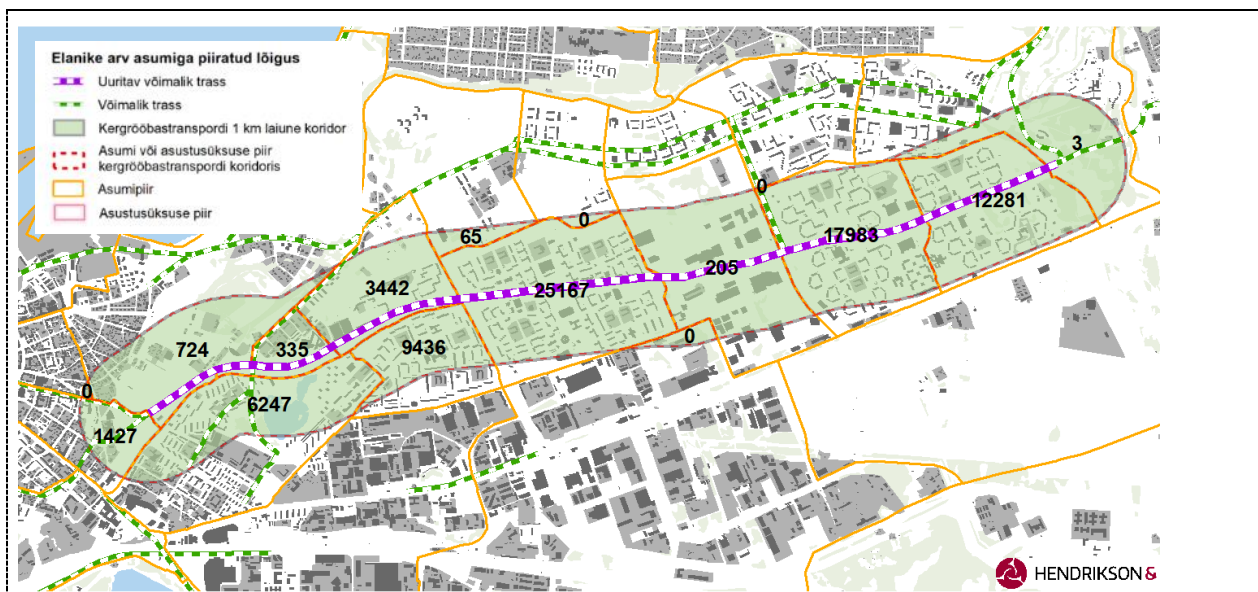 Elanike arv asumiga piiratud lõigus
Uuritav võimalik trass
Võimalik trass
Kergrööbastranspordi 1 km laiune koridor
Asumi või asustusüksuse piir
kergrööbastranspordi koridoris
Asumipiir
Asustusüksuse piir
3
0
12281
65
0
17983
205
3442
25167
0
724
335
9436
0
6247
1427
HENDRIKSON &